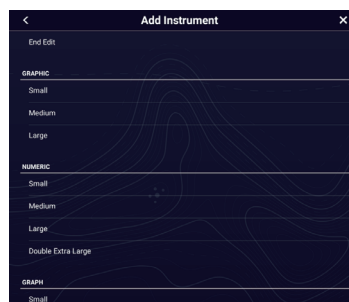 Add Instrument
End Edit
GRAPHIC
Small
Medium
Large
NUMERIC
Small
Medium
Large
Double Extra Large
GRAPH
Small